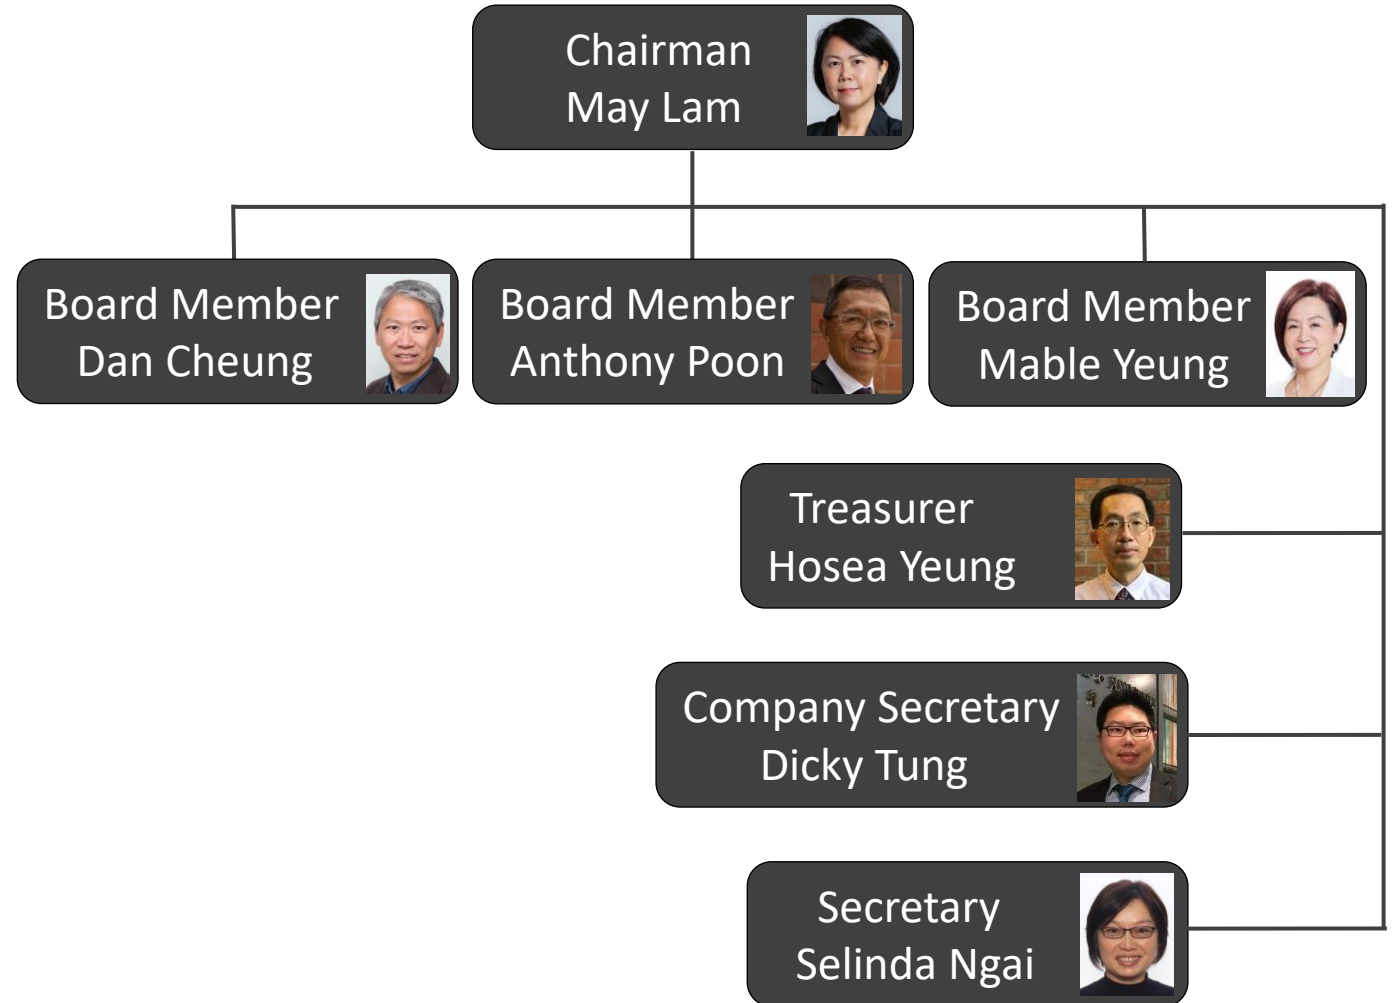 Chairman
May Lam
Board Member
Dan Cheung
Board Member
Anthony Poon
Board Member
Mable Yeung
Treasurer
Hosea Yeung
Company Secretary
Dicky Tung
Secretary
Selinda Ngai